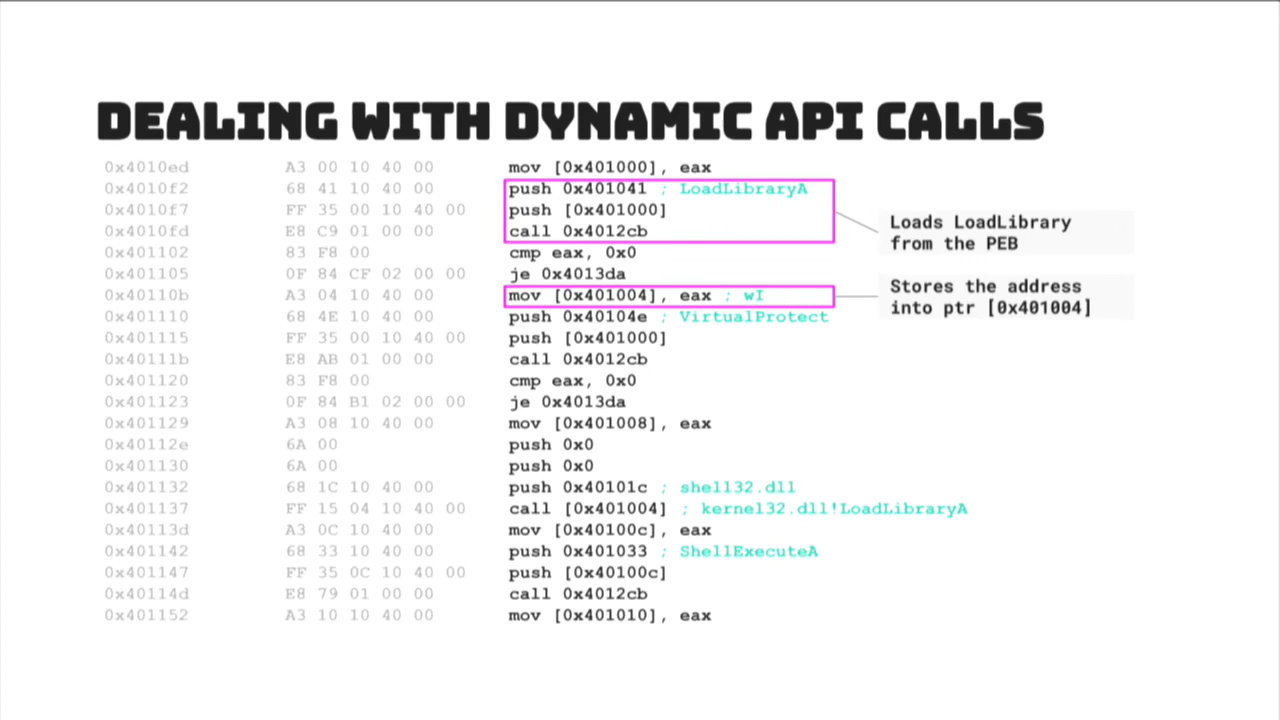 DEALING WITH DYNAMIC API CALLS
0x4010ed A3 00 10 40 00 mov [0x401000], eax
0x4010f2 68 41 10 40 00 push 0x401041 ; LoadLibraryA
0x4010f7 FF 35 00 10 40 00 push [0x401000]
0x4010fd E8 C9 01 00 00 call 0x4012cb
0x401102 83 F8 00 cmp eax, 0x0
0x401105 0F 84 CF 02 00 00 je 0x4013da
0x40110b A3 04 10 40 00 mov [0x401004], eax ; wI
0x401110 68 4E 10 40 00 push 0x40104e ; VirtualProtect
0x401115 FF 35 00 10 40 00 push [0x401000]
0x40111b E8 AB 01 00 00 call 0x4012cb
0x401120 83 F8 00 cmp eax, 0x0
0x401123 0F 84 B1 02 00 00 je 0x4013da
0x401129 A3 08 10 40 00 mov [0x401008], eax
0x40112e 6A 00 push 0x0
0x401130 6A 00 push 0x0
0x401132 68 1C 10 40 00 push 0x40101c ; shell32.dll
0x401137 FF 15 04 10 40 00 call [0x401004] ; kernel32.dll!LoadLibraryA
0x40113d A3 0C 10 40 00 mov [0x40100c], eax
0x401142 68 33 10 40 00 push 0x401033 ; ShellExecuteA
0x401147 FF 35 0C 10 40 00 push [0x40100c]
0x40114d E8 79 01 00 00 call 0x4012cb
0x401152 A3 10 10 40 00 mov [0x401010], eax
Loads LoadLibrary
from the PEB
Stores the address
into ptr [0x401004]